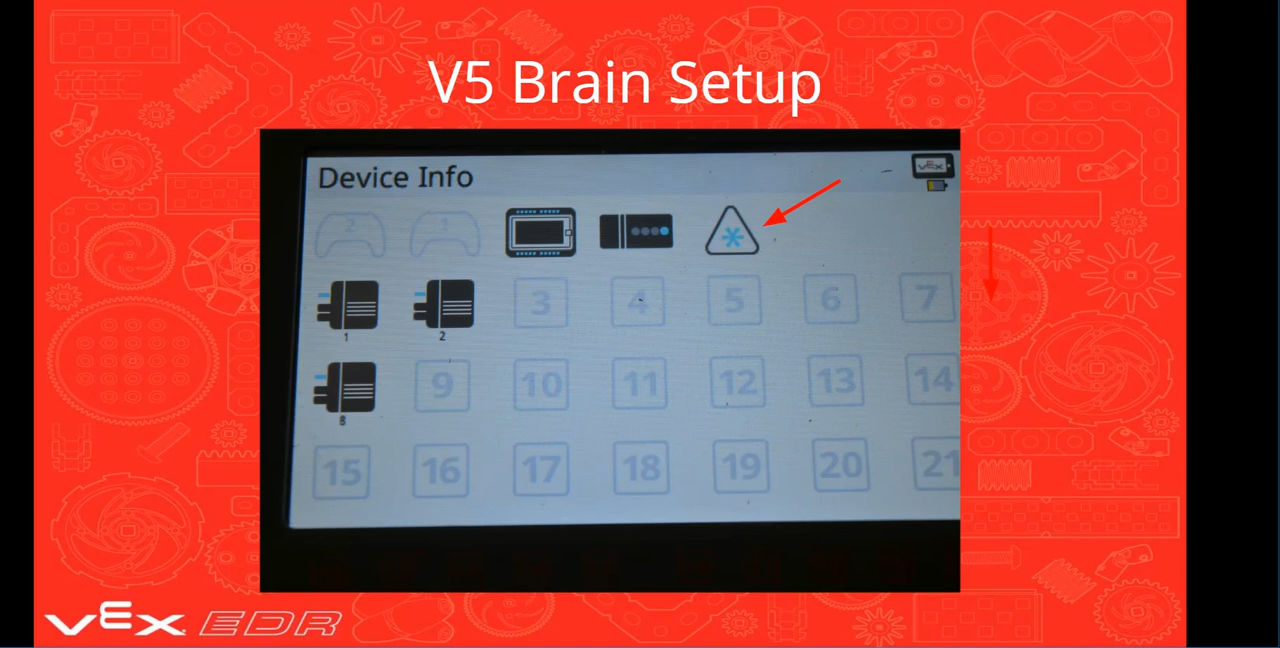 V5 Brain Setup
Device Info
VEX
2 1
1 2 3 4 5 6 7
8 9 10 11 12 13 14
15 16 17 18 19 20 21
VEX EDR